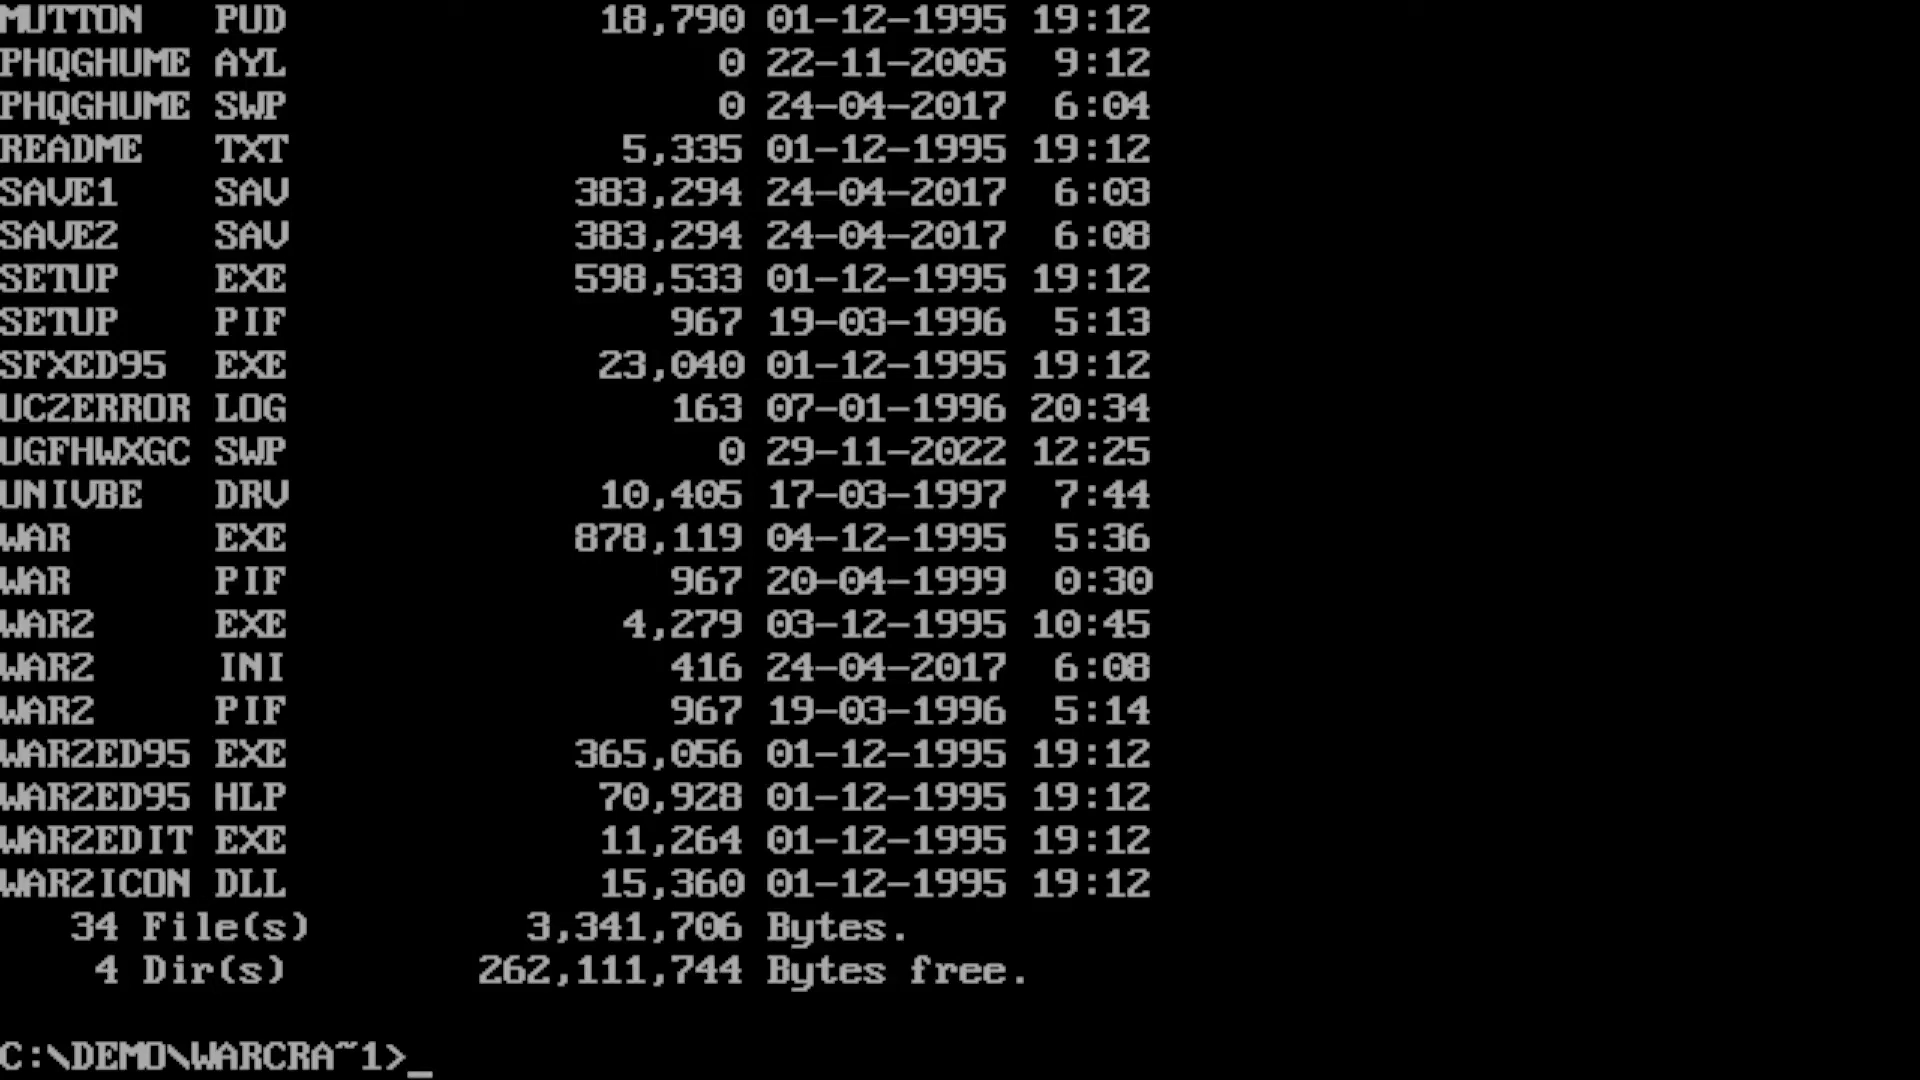 MUTTON   PUD             18,790 01-12-1995 19:12
PHQGHUME AYL                  0 22-11-2005  9:12
PHQGHUME SWP                  0 24-04-2017  6:04
README   TXT              5,335 01-12-1995 19:12
SAVE1    SAV            383,294 24-04-2017  6:03
SAVE2    SAV            383,294 24-04-2017  6:08
SETUP    EXE            598,533 01-12-1995 19:12
SETUP    PIF                967 19-03-1996  5:13
SFXED95  EXE             23,040 01-12-1995 19:12
UC2ERROR LOG                163 07-01-1996 20:34
UGFHWXGC SWP                  0 29-11-2022 12:25
UNIVBE   DRV             10,405 17-03-1997  7:44
WAR      EXE            878,119 04-12-1995  5:36
WAR      PIF                967 20-04-1999  0:30
WAR2     EXE              4,279 03-12-1995 10:45
WAR2     INI                416 24-04-2017  6:08
WAR2     PIF                967 19-03-1996  5:14
WAR2ED95 EXE            365,056 01-12-1995 19:12
WAR2ED95 HLP             70,928 01-12-1995 19:12
WAR2EDIT EXE             11,264 01-12-1995 19:12
WAR2ICON DLL             15,360 01-12-1995 19:12
   34 File(s)         3,341,706 Bytes.
    4 Dir(s)        262,111,744 Bytes free.
C:\DEMO\WARCRA~1>_